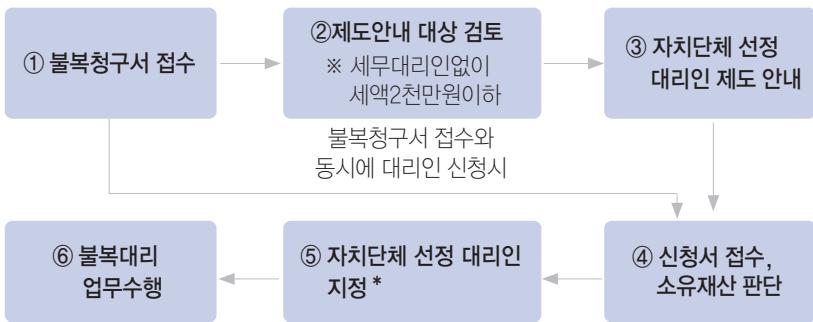 ① 불복청구서 접수
②제도안내 대상 검토
※ 세무대리인없이
세액2천만원이하
③ 자치단체 선정
대리인 제도 안내
불복청구서 접수와
동시에 대리인 신청시
④ 신청서 접수,
소유재산 판단
⑤ 자치단체 선정 대리인
지정 *
⑥ 불복대리
업무수행